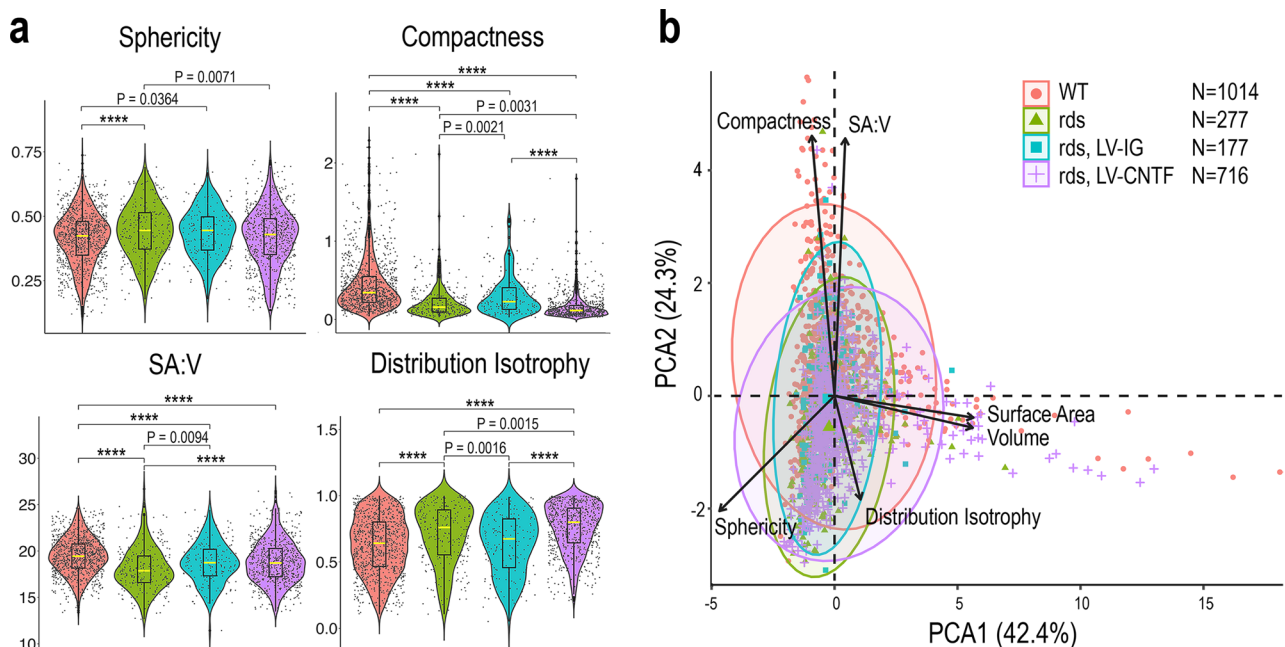 a
Sphericity
P = 0.0071
P = 0.0364
****
0.75
0.50
0.25
Compactness
****
****
****
P = 0.0031
P = 0.0021
****
2
1
0
SA:V
****
****
P = 0.0094
****
****
30
25
20
15
10
Distribution Isotrophy
****
P = 0.0015
****
P = 0.0016
****
1.5
1.0
0.5
0.0
b
WT N=1014
rds N=277
rds, LV-IG N=177
rds, LV-CNTF N=716
Compactness
SA:V
Surface Area
Volume
Sphericity
Distribution Isotrophy
PCA2 (24.3%)
4
2
0
-2
-5
0
5
10
15
PCA1 (42.4%)